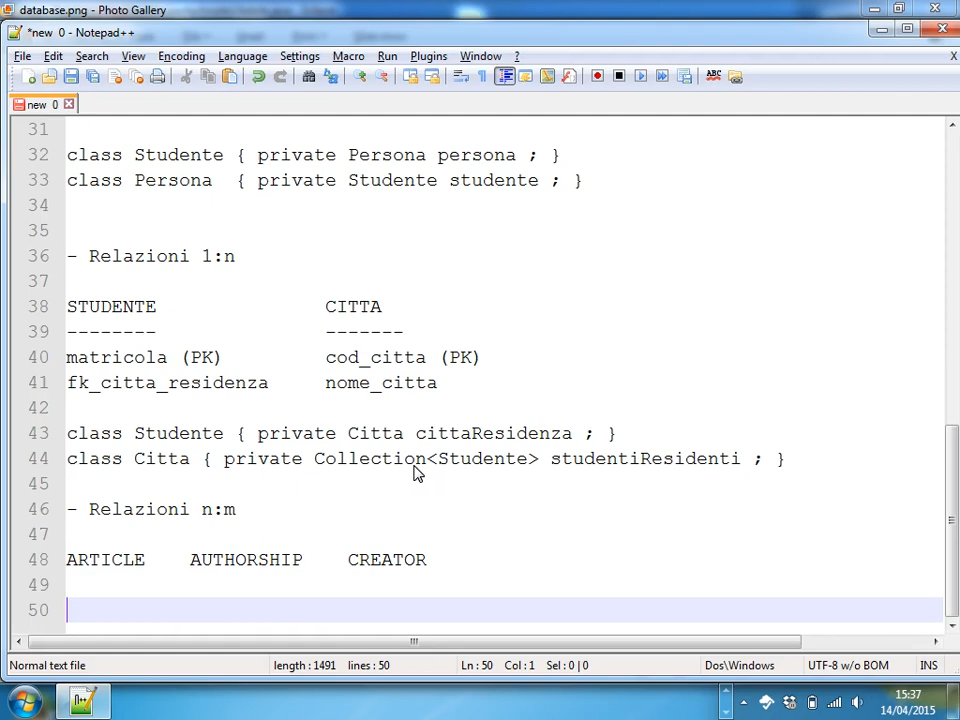 database.png - Photo Gallery
*new 0 - Notepad++
File Edit Search View Encoding Language Settings Macro Run Plugins Window ? X
ABC
new 0
31
32 class Studente { private Persona persona ; }
33 class Persona { private Studente studente ; }
34
35
36 - Relazioni 1:n
37
38 STUDENTE CITTA
39 -------- -------
40 matricola (PK) cod_citta (PK)
41 fk_citta_residenza nome_citta
42
43 class Studente { private Citta cittaResidenza ; }
44 class Citta { private Collection<Studente> studentiResidenti ; }
45
46 - Relazioni n:m
47
48 ARTICLE AUTHORSHIP CREATOR
49
50
Normal text file length : 1491 lines : 50 Ln : 50 Col : 1 Sel : 0 | 0 Dos\Windows UTF-8 w/o BOM INS
15:37
14/04/2015